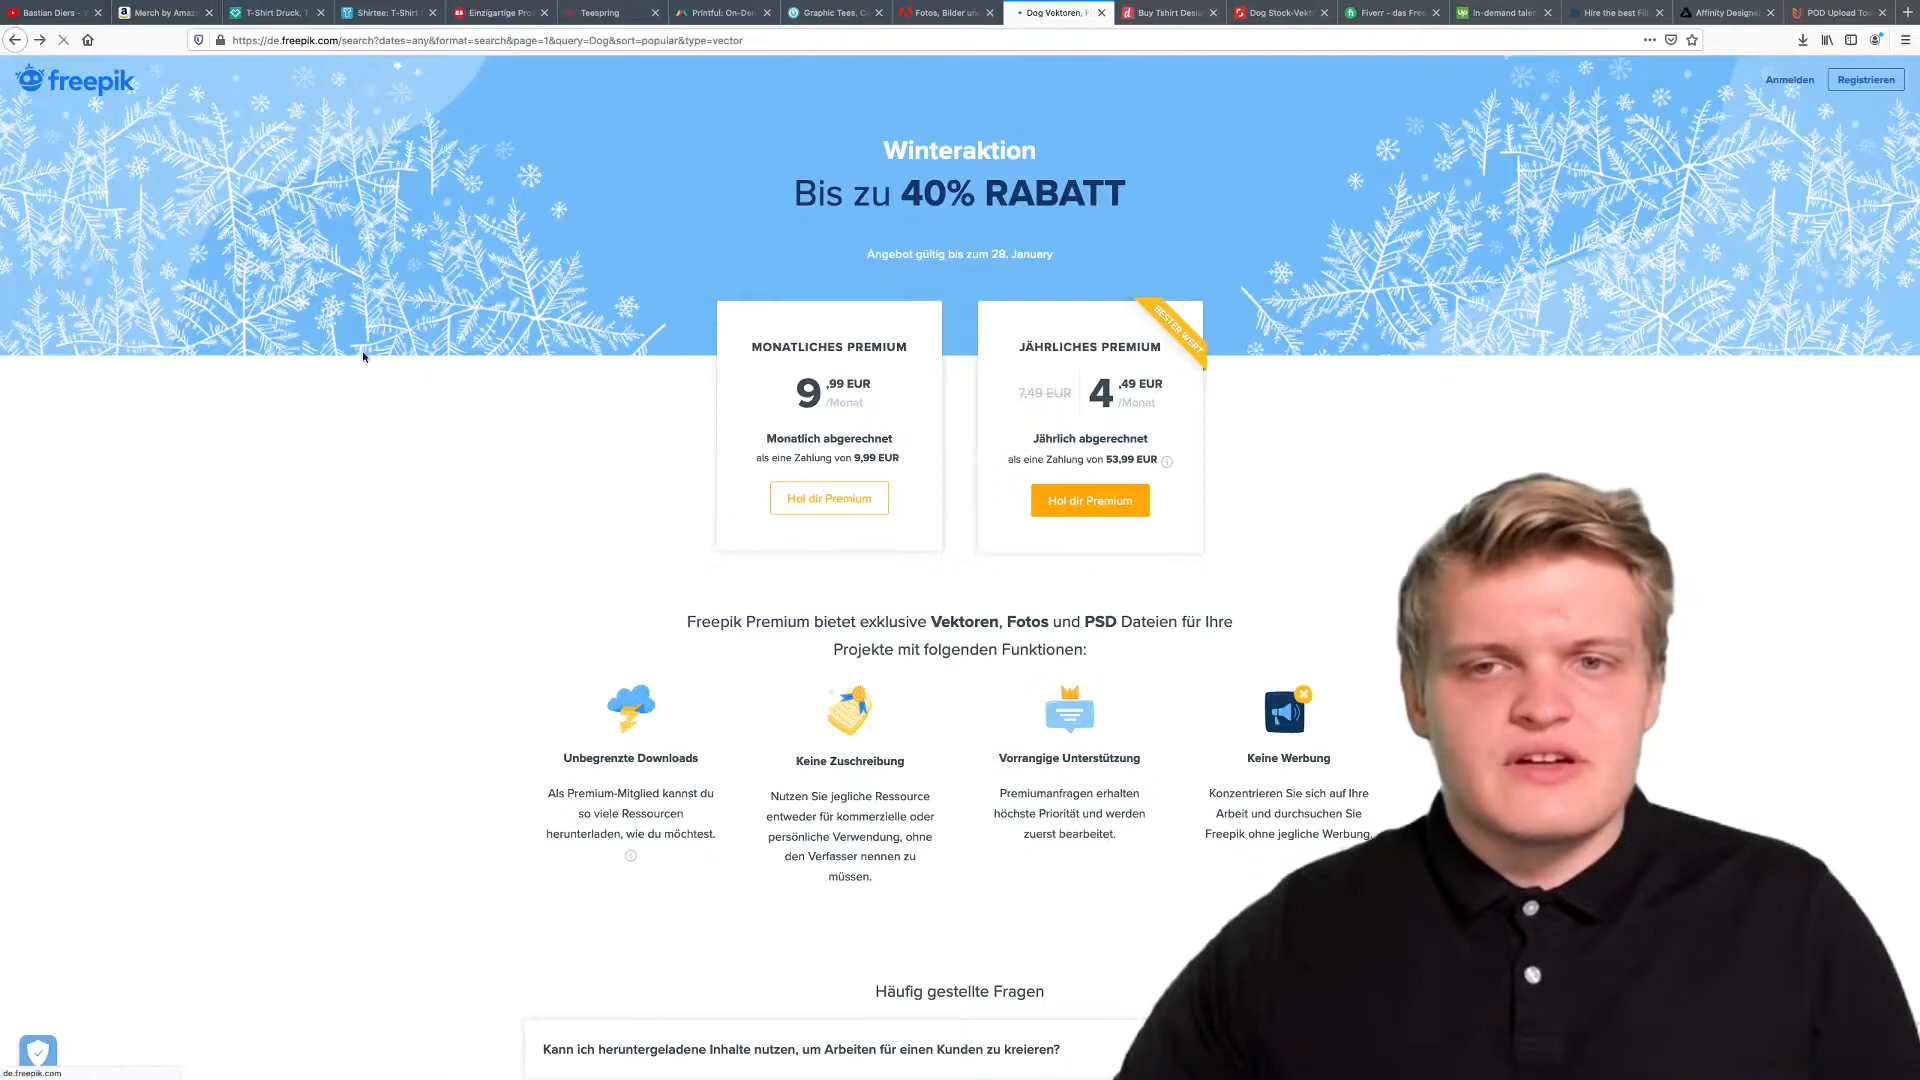 Bastian Diers -
Merch by Amaz
T-Shirt Druck, T
Shirtee: T-Shirt
Einzigartige Pro
Teespring
Printful: On-De
Graphic Tees, C
Fotos, Bilder un
Dog Vektoren, F
Buy Tshirt Desi
Dog Stock-Vekt
Fiverr - das Fre
In-demand tale
Hire the best Fi
Affinity Designe
POD Upload To
https://de.freepik.com/search?dates=any&format=search&page=1&query=Dog&sort=popular&type=vector
freepik
Anmelden
Registrieren
Winteraktion
Bis zu 40% RABATT
Angebot gültig bis zum 28. January
BESTER WERT
MONATLICHES PREMIUM
9,99 EUR
/Monat
Monatlich abgerechnet
als eine Zahlung von 9,99 EUR
Hol dir Premium
JÄHRLICHES PREMIUM
7,49 EUR
4,49 EUR
/Monat
Jährlich abgerechnet
als eine Zahlung von 53,99 EUR
Hol dir Premium
Freepik Premium bietet exklusive Vektoren, Fotos und PSD Dateien für Ihre
Projekte mit folgenden Funktionen:
Unbegrenzte Downloads
Als Premium-Mitglied kannst du
so viele Ressourcen
herunterladen, wie du möchtest.
Keine Zuschreibung
Nutzen Sie jegliche Ressource
entweder für kommerzielle oder
persönliche Verwendung, ohne
den Verfasser nennen zu
müssen.
Vorrangige Unterstützung
Premiumanfragen erhalten
höchste Priorität und werden
zuerst bearbeitet.
Keine Werbung
Konzentrieren Sie sich auf Ihre
Arbeit und durchsuchen Sie
Freepik ohne jegliche Werbung.
Häufig gestellte Fragen
Kann ich heruntergeladene Inhalte nutzen, um Arbeiten für einen Kunden zu kreieren?
de.freepik.com